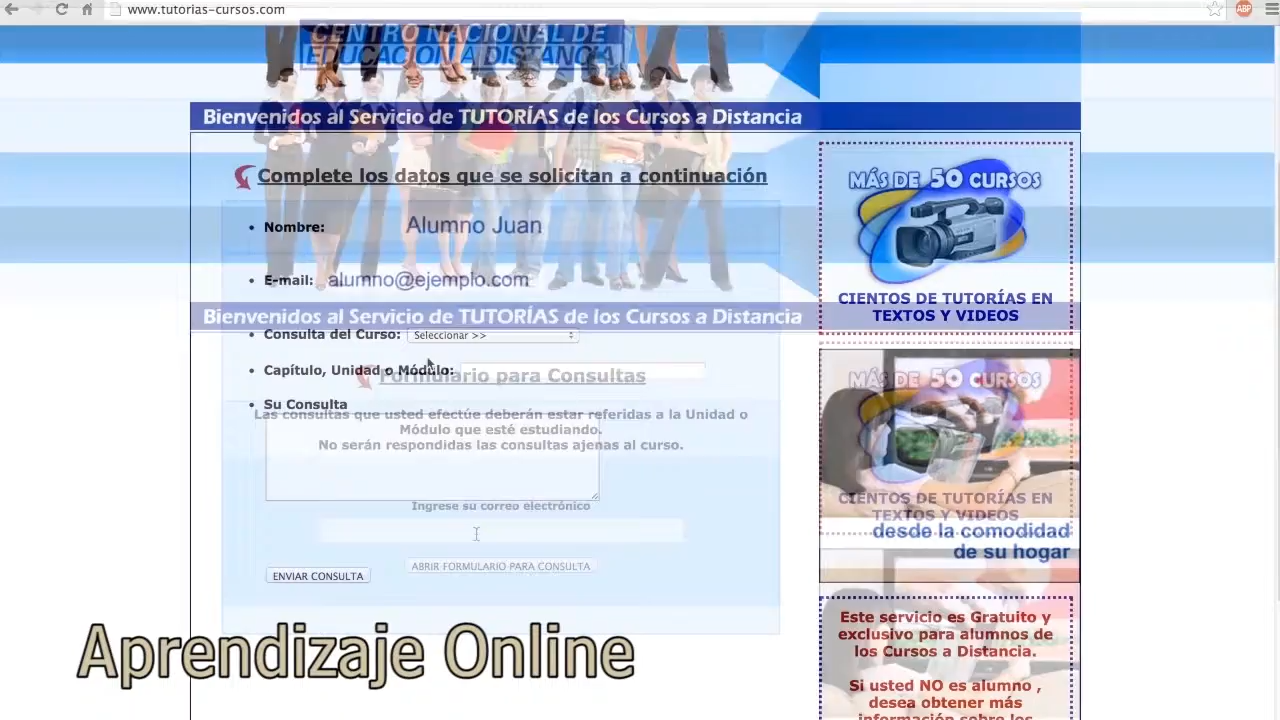 www.tutorias-cursos.com
ABP
CENTRO NACIONAL DE
EDUCACION A DISTANCIA
Bienvenidos al Servicio de TUTORÍAS de los Cursos a Distancia
Complete los datos que se solicitan a continuación
Nombre: Alumno Juan
E-mail: alumno@ejemplo.com
Bienvenidos al Servicio de TUTORÍAS de los Cursos a Distancia
Consulta del Curso: Seleccionar >>
Capítulo, Unidad o Módulo:
Formulario para Consultas
Su Consulta
Las consultas que usted efectúe deberán estar referidas a la Unidad o
Módulo que esté estudiando.
No serán respondidas las consultas ajenas al curso.
Ingrese su correo electrónico
ABRIR FORMULARIO PARA CONSULTA
ENVIAR CONSULTA
MÁS DE 50 CURSOS
CIENTOS DE TUTORÍAS EN
TEXTOS Y VIDEOS
MÁS DE 50 CURSOS
CIENTOS DE TUTORÍAS EN
TEXTOS Y VIDEOS
desde la comodidad
de su hogar
Este servicio es Gratuito y
exclusivo para alumnos de
los Cursos a Distancia.
Si usted NO es alumno ,
desea obtener más
información sobre los
Aprendizaje Online